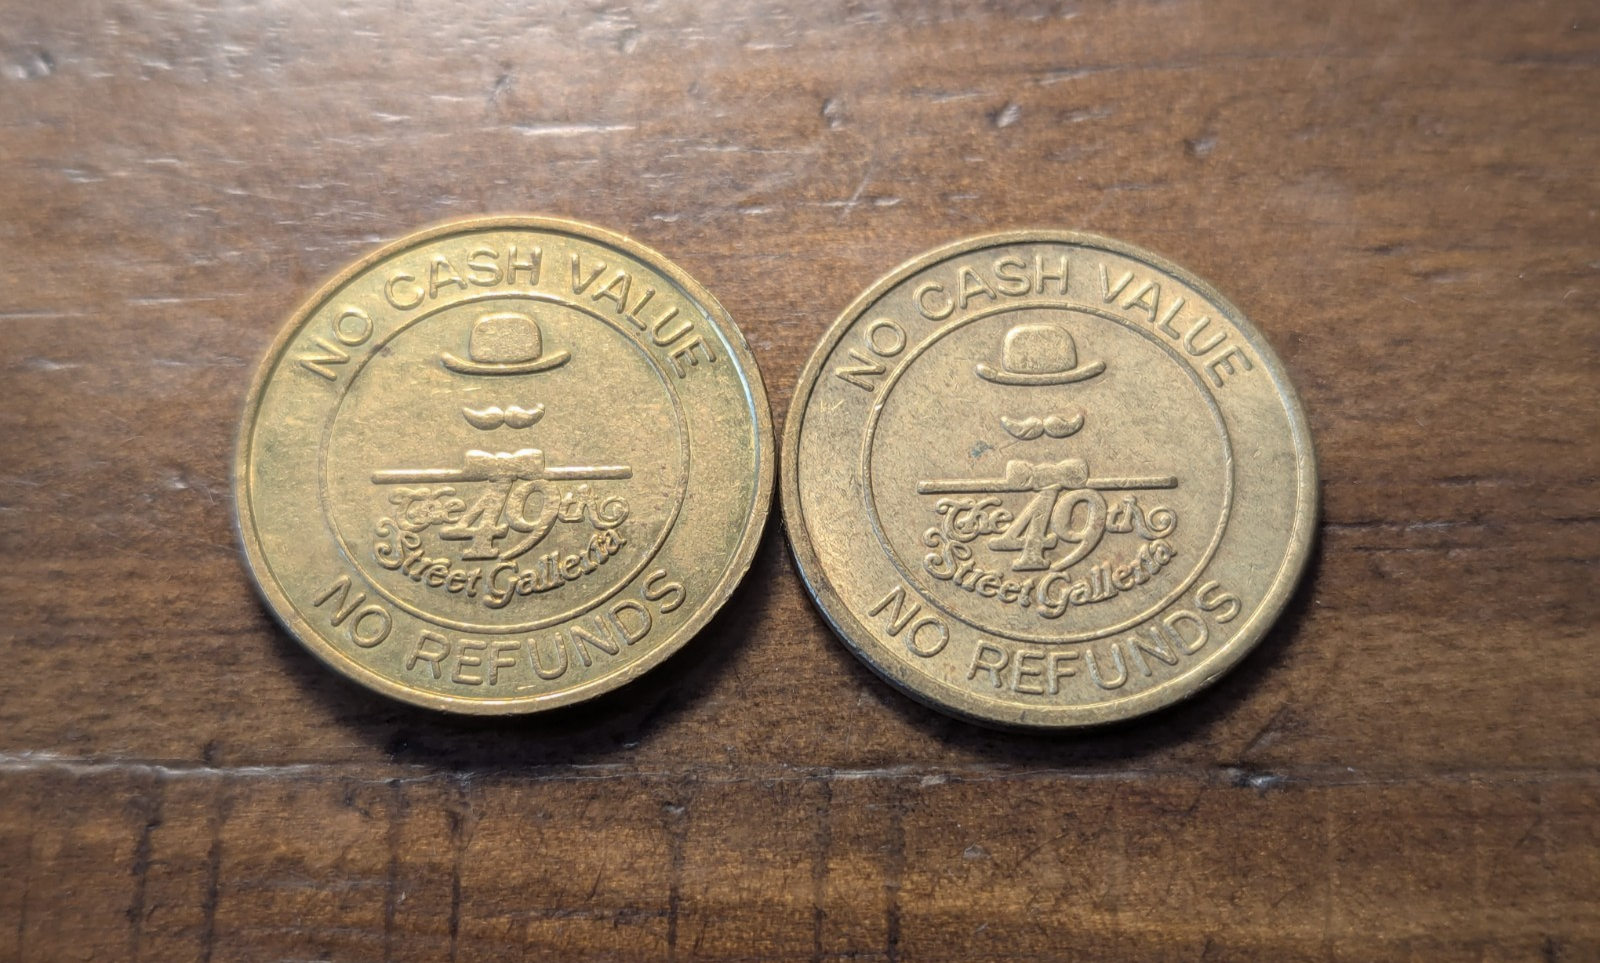 NO CASH VALUE
The 49th
Street Galleria
NO REFUNDS
NO CASH VALUE
The 49th
Street Galleria
NO REFUNDS